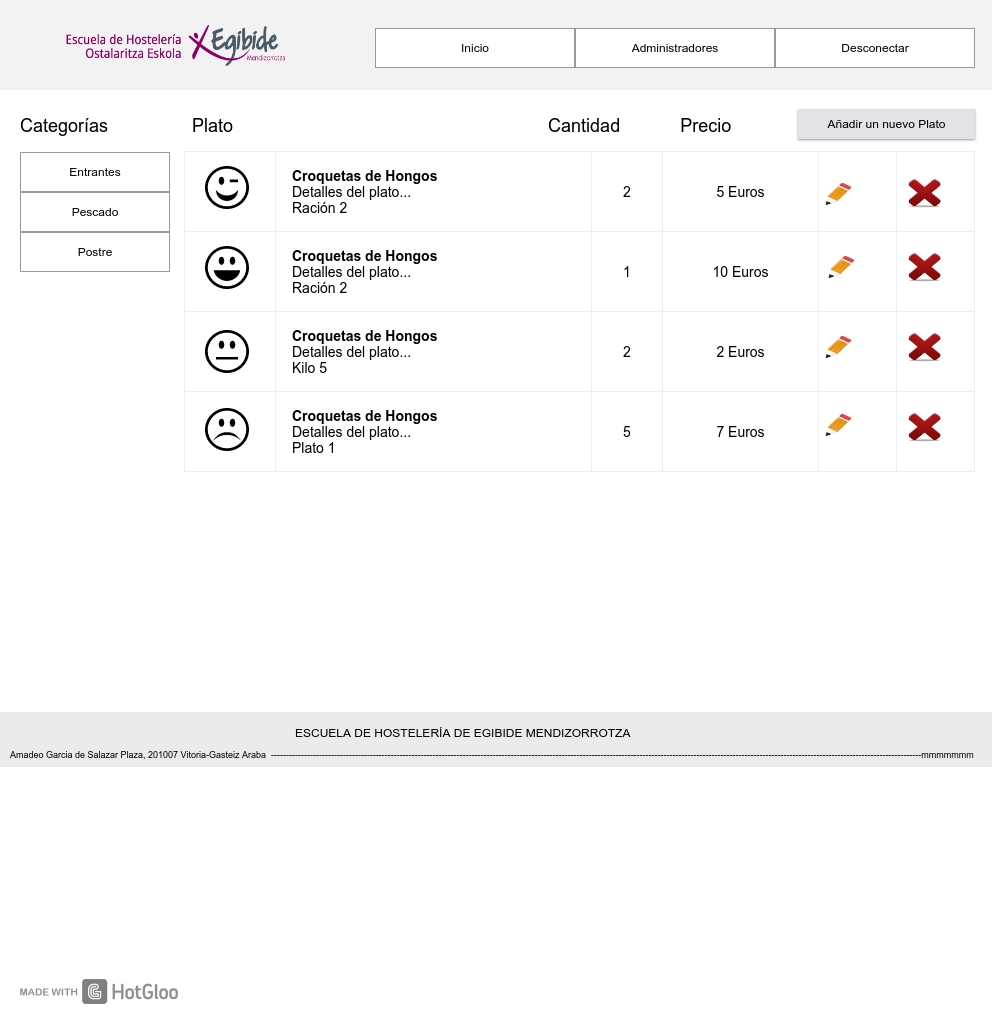 Escuela de Hostelería
Ostalaritza Eskola
Egibide
Mendizorrotza
Inicio
Administradores
Desconectar
Categorías
Plato
Cantidad
Precio
Añadir un nuevo Plato
Entrantes
Pescado
Postre
Croquetas de Hongos
Detalles del plato...
Ración 2
2
5 Euros
Croquetas de Hongos
Detalles del plato...
Ración 2
1
10 Euros
Croquetas de Hongos
Detalles del plato...
Kilo 5
2
2 Euros
Croquetas de Hongos
Detalles del plato...
Plato 1
5
7 Euros
ESCUELA DE HOSTELERÍA DE EGIBIDE MENDIZORROTZA
Amadeo Garcia de Salazar Plaza, 201007 Vitoria-Gasteiz Araba ----------mmmmmmm
MADE WITH HotGloo